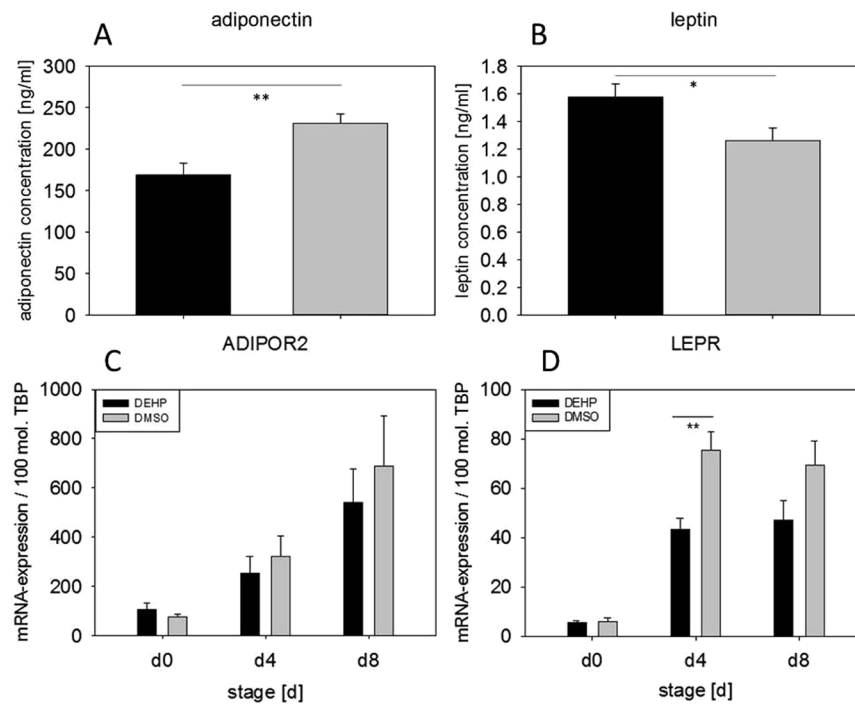 A
adiponectin
adiponectin concentration [ng/ml]
300
250
200
150
100
50
0
**
B
leptin
leptin concentration [ng/ml]
1.8
1.6
1.4
1.2
1.0
0.8
0.6
0.4
0.2
0.0
*
C
ADIPOR2
mRNA-expression / 100 mol. TBP
1000
800
600
400
200
0
DEHP
DMSO
d0 d4 d8
stage [d]
D
LEPR
mRNA-expression / 100 mol. TBP
100
80
60
40
20
0
DEHP
DMSO
**
d0 d4 d8
stage [d]